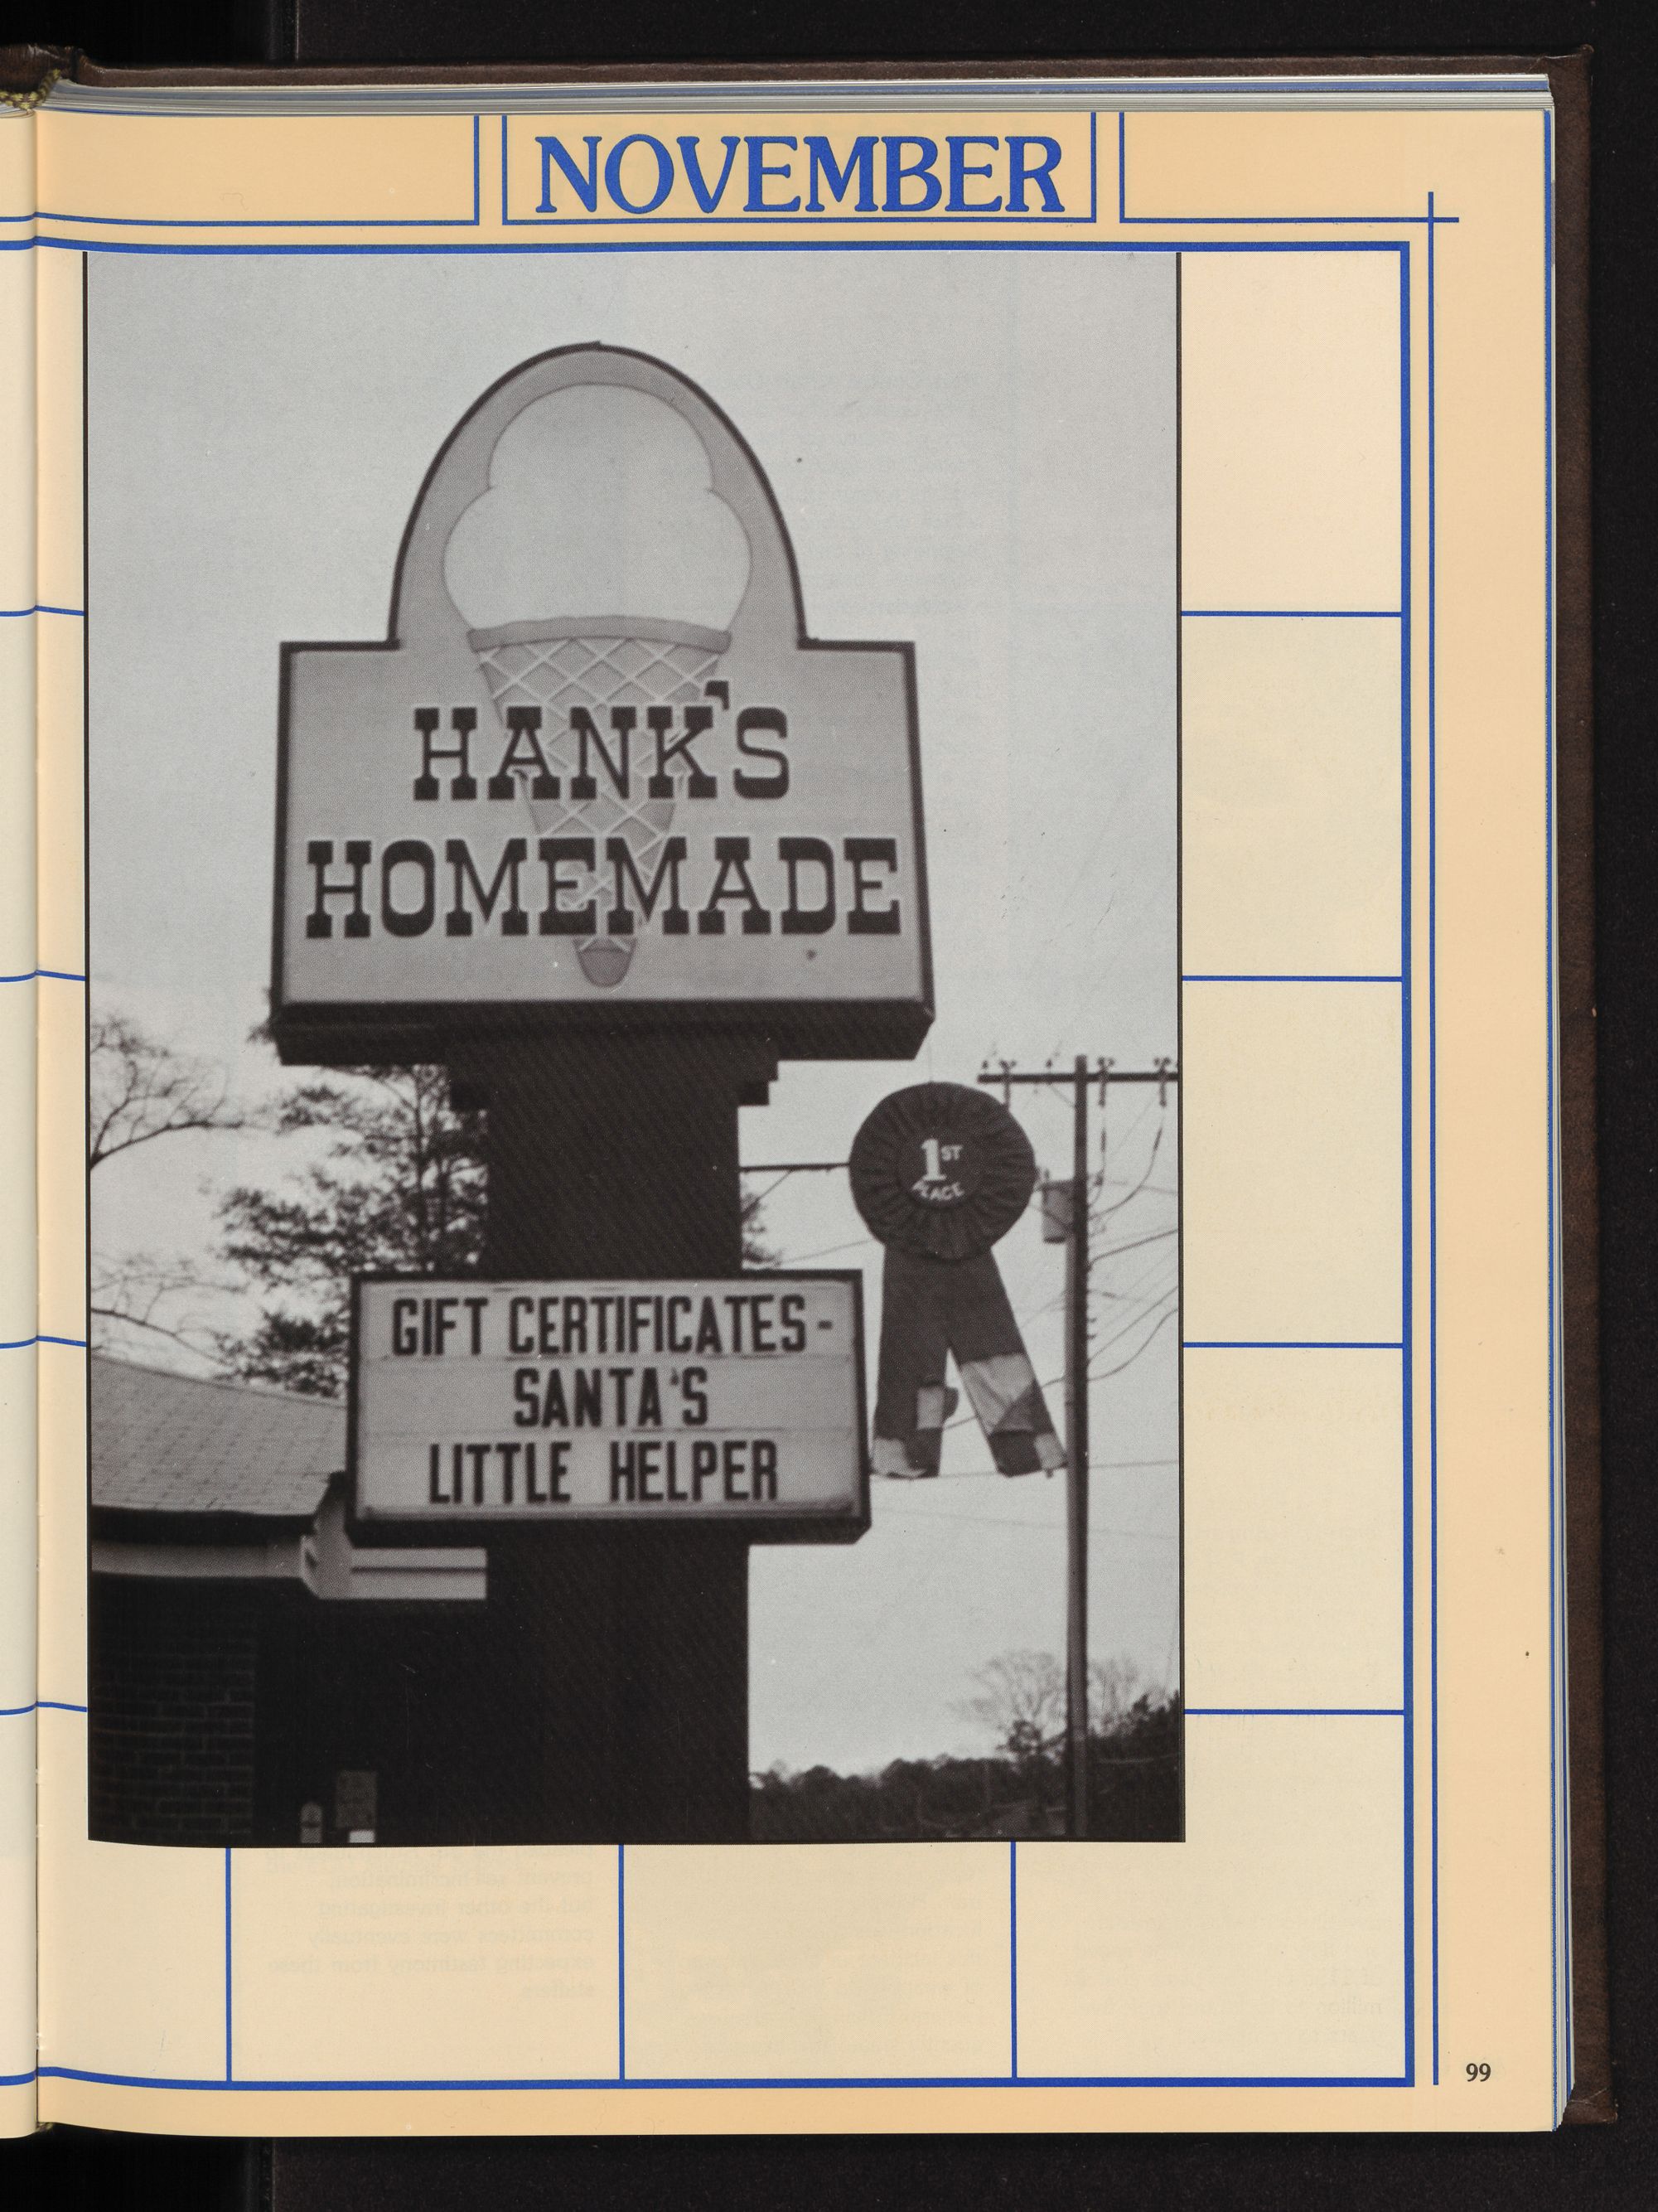 NOVEMBER
HANK'S
HOMEMADE
1ST
PLACE
GIFT CERTIFICATES-
SANTA'S
LITTLE HELPER
99